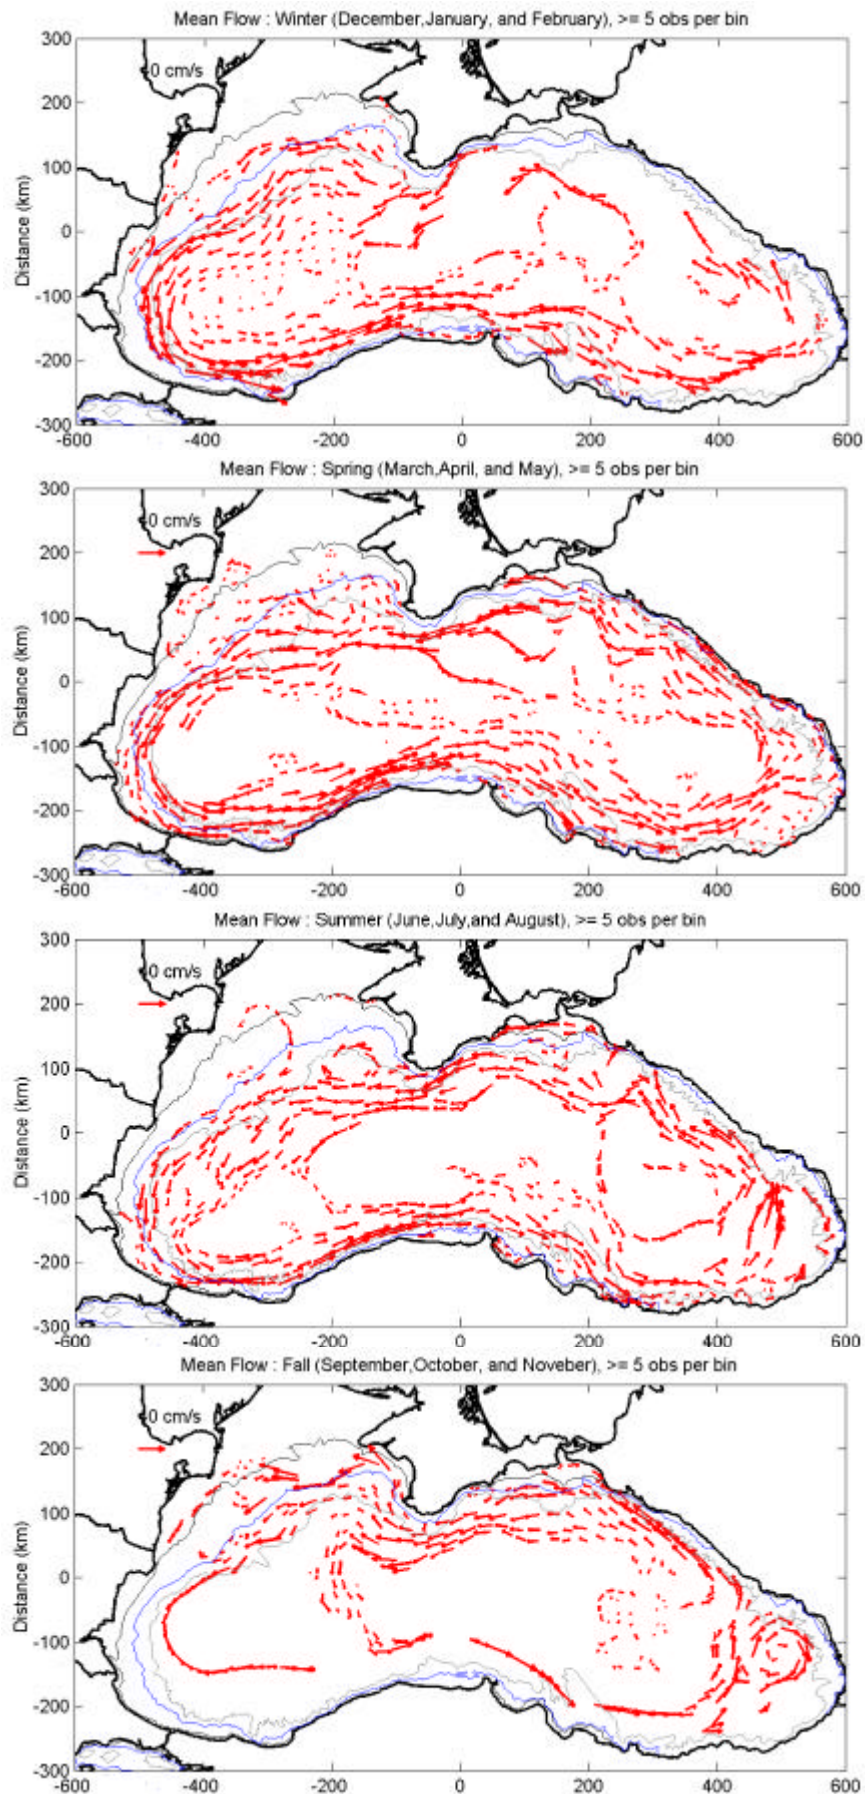 Mean Flow : Winter (December,January, and February), >= 5 obs per bin
300
0 cm/s
200
100
0
-100
-200
-300
Distance (km)
-600 -400 -200 0 200 400 600
Mean Flow : Spring (March,April, and May), >= 5 obs per bin
300
0 cm/s
200
100
0
-100
-200
-300
Distance (km)
-600 -400 -200 0 200 400 600
Mean Flow : Summer (June,July,and August), >= 5 obs per bin
300
0 cm/s
200
100
0
-100
-200
-300
Distance (km)
-600 -400 -200 0 200 400 600
Mean Flow : Fall (September,October, and Noveber), >= 5 obs per bin
300
0 cm/s
200
100
0
-100
-200
-300
Distance (km)
-600 -400 -200 0 200 400 600